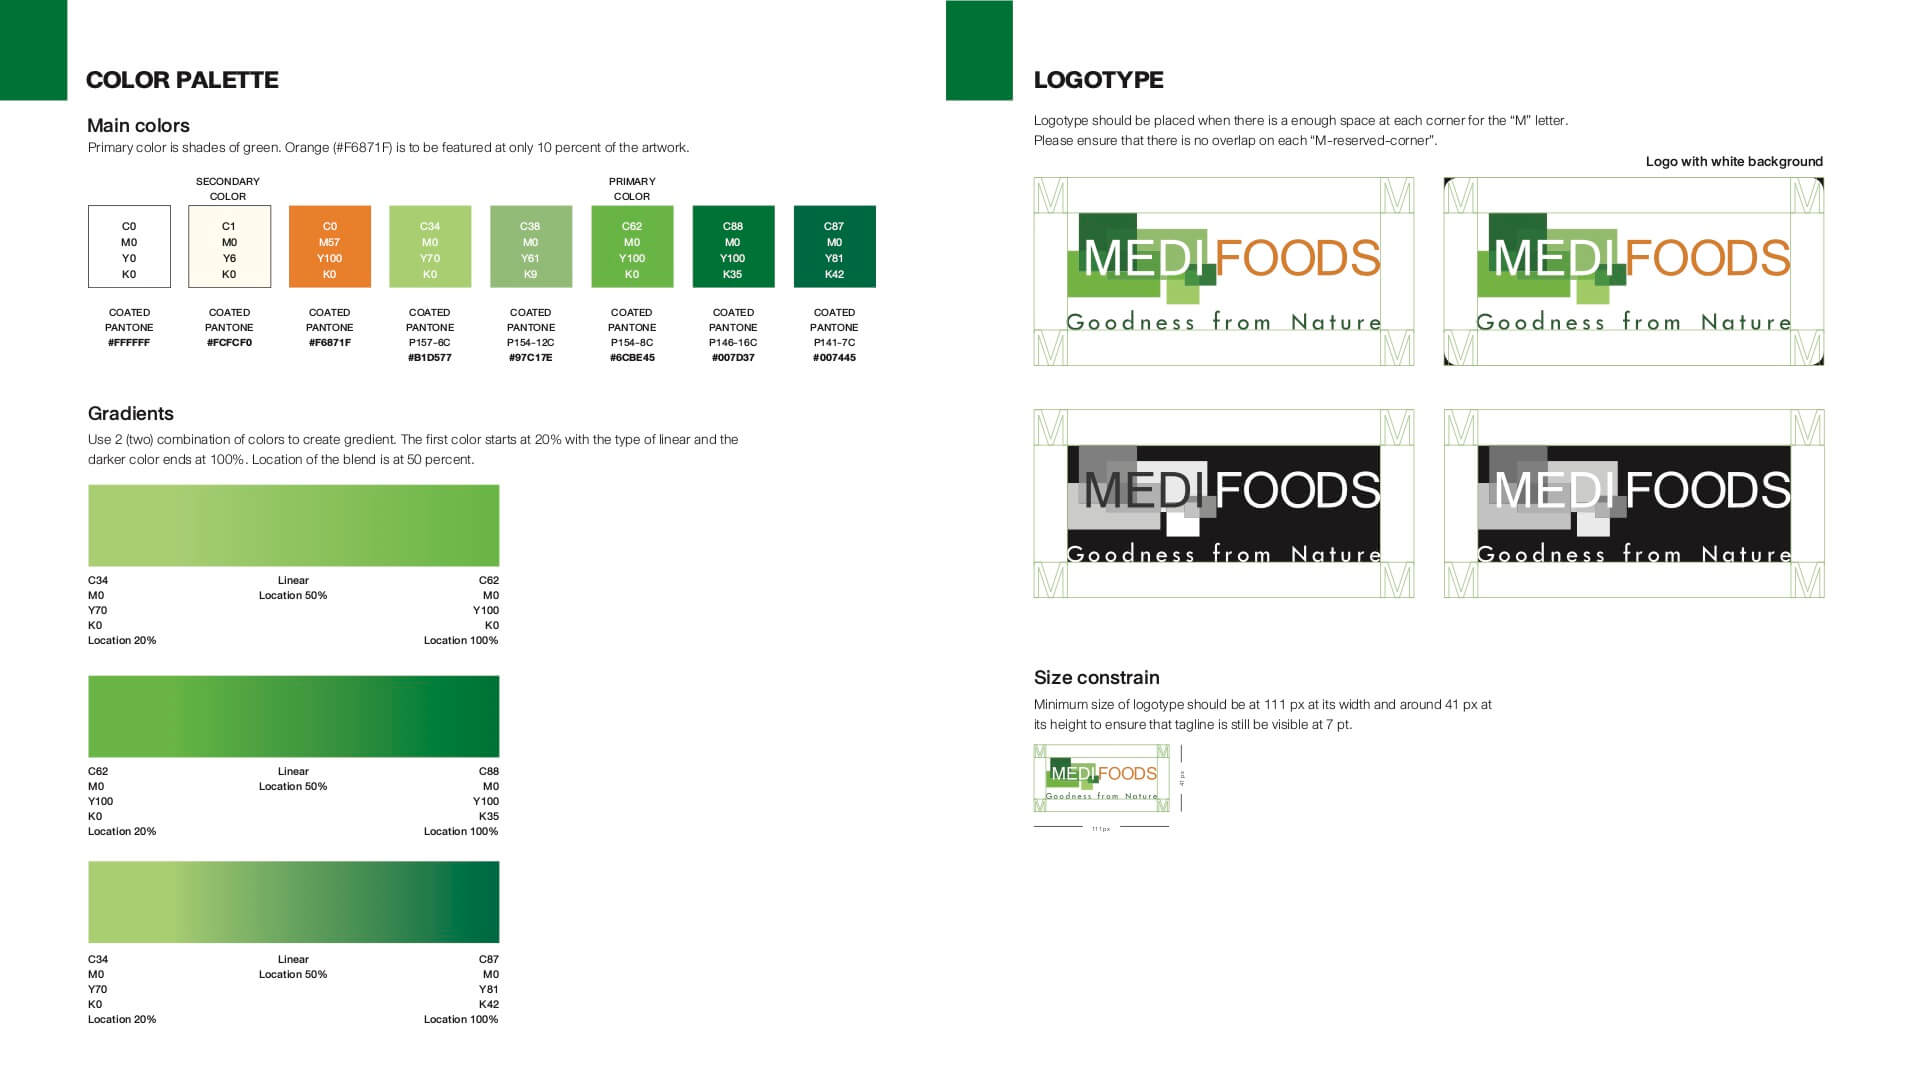 COLOR PALETTE
Main colors
Primary color is shades of green. Orange (#F6871F) is to be featured at only 10 percent of the artwork.
SECONDARY
COLOR
PRIMARY
COLOR
C0
M0
Y0
K0
C1
M0
Y6
K0
C0
M57
Y100
K0
C34
M0
Y70
K0
C38
M0
Y61
K9
C62
M0
Y100
K0
C88
M0
Y100
K35
C87
M0
Y81
K42
COATED
PANTONE
#FFFFFF
COATED
PANTONE
#FCFCF0
COATED
PANTONE
#F6871F
COATED
PANTONE
P157-6C
#B1D577
COATED
PANTONE
P154-12C
#97C17E
COATED
PANTONE
P154-8C
#6CBE45
COATED
PANTONE
P146-16C
#007D37
COATED
PANTONE
P141-7C
#007445
Gradients
Use 2 (two) combination of colors to create gredient. The first color starts at 20% with the type of linear and the
darker color ends at 100%. Location of the blend is at 50 percent.
C34
M0
Y70
K0
Location 20%
Linear
Location 50%
C62
M0
Y100
K0
Location 100%
C62
M0
Y100
K0
Location 20%
Linear
Location 50%
C88
M0
Y100
K35
Location 100%
C34
M0
Y70
K0
Location 20%
Linear
Location 50%
C87
M0
Y81
K42
Location 100%
LOGOTYPE
Logotype should be placed when there is a enough space at each corner for the “M” letter.
Please ensure that there is no overlap on each “M-reserved-corner”.
Logo with white background
M M
MEDIFOODS
Goodness from Nature
M M
M M
MEDIFOODS
Goodness from Nature
M M
M M
MEDIFOODS
Goodness from Nature
M M
M M
MEDIFOODS
Goodness from Nature
M M
Size constrain
Minimum size of logotype should be at 111 px at its width and around 41 px at
its height to ensure that tagline is still be visible at 7 pt.
M M
MEDIFOODS
Goodness from Nature
M M
41 px
111 px